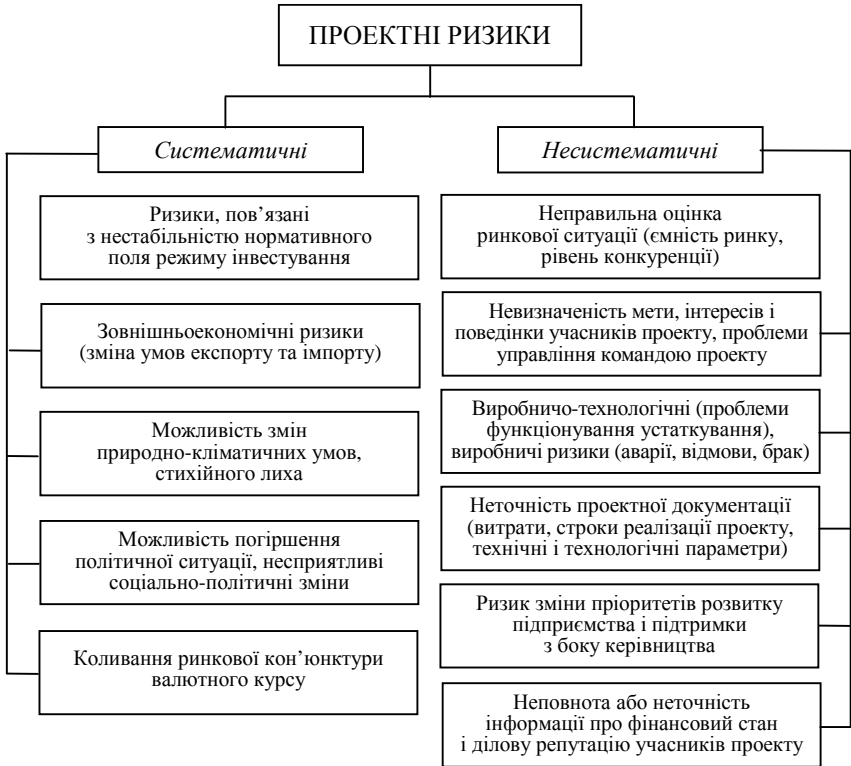 ПРОЕКТНІ РИЗИКИ
Систематичні
Ризики, пов’язані
з нестабільністю нормативного
поля режиму інвестування
Зовнішньоекономічні ризики
(зміна умов експорту та імпорту)
Можливість змін
природно-кліматичних умов,
стихійного лиха
Можливість погіршення
політичної ситуації, несприятливі
соціально-політичні зміни
Коливання ринкової кон’юнктури
валютного курсу
Несистематичні
Неправильна оцінка
ринкової ситуації (ємність ринку,
рівень конкуренції)
Невизначеність мети, інтересів і
поведінки учасників проекту, проблеми
управління командою проекту
Виробничо-технологічні (проблеми
функціонування устаткування),
виробничі ризики (аварії, відмови, брак)
Неточність проектної документації
(витрати, строки реалізації проекту,
технічні і технологічні параметри)
Ризик зміни пріоритетів розвитку
підприємства і підтримки
з боку керівництва
Неповнота або неточність
інформації про фінансовий стан
і ділову репутацію учасників проекту